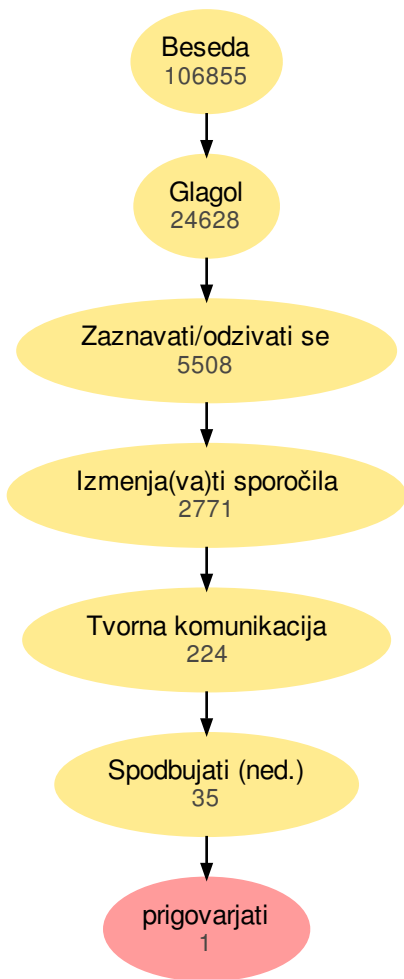 Beseda
106855
Glagol
24628
Zaznavati/odzivati se
5508
Izmenja(va)ti sporočila
2771
Tvorna komunikacija
224
Spodbujati (ned.)
35
prigovarjati
1